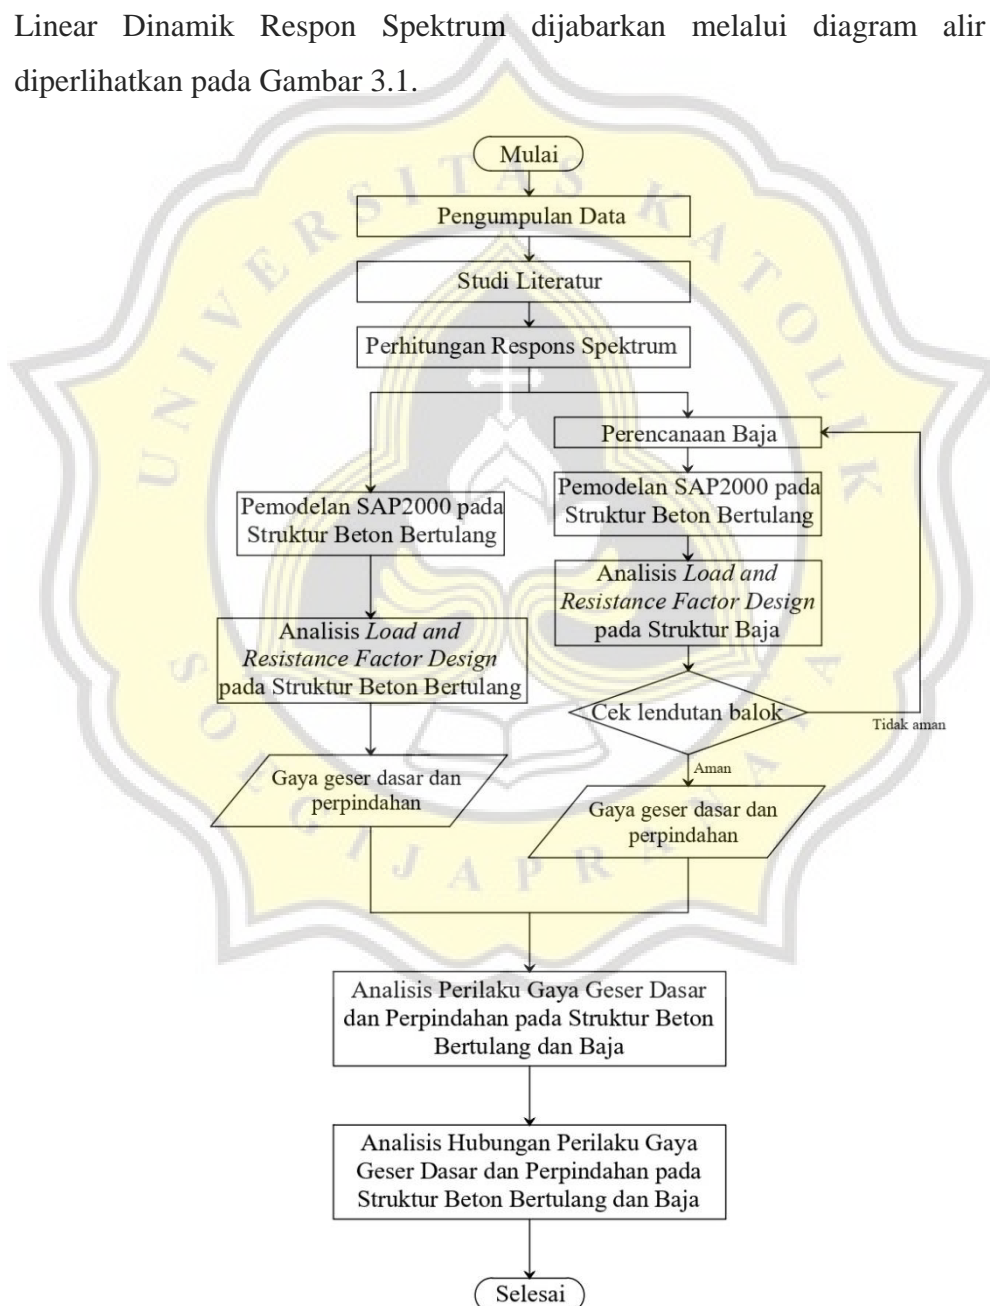 Linear Dinamik Respon Spektrum dijabarkan melalui diagram alir
diperlihatkan pada Gambar 3.1.
Mulai
Pengumpulan Data
Studi Literatur
Perhitungan Respons Spektrum
Pemodelan SAP2000 pada
Struktur Beton Bertulang
Analisis Load and
Resistance Factor Design
pada Struktur Beton Bertulang
Gaya geser dasar dan
perpindahan
Perencanaan Baja
Pemodelan SAP2000 pada
Struktur Beton Bertulang
Analisis Load and
Resistance Factor Design
pada Struktur Baja
Cek lendutan balok
Tidak aman
Aman
Gaya geser dasar dan
perpindahan
Analisis Perilaku Gaya Geser Dasar
dan Perpindahan pada Struktur Beton
Bertulang dan Baja
Analisis Hubungan Perilaku Gaya
Geser Dasar dan Perpindahan pada
Struktur Beton Bertulang dan Baja
Selesai
UNIVERSITAS KATOLIK
SOEGIJAPRANATA